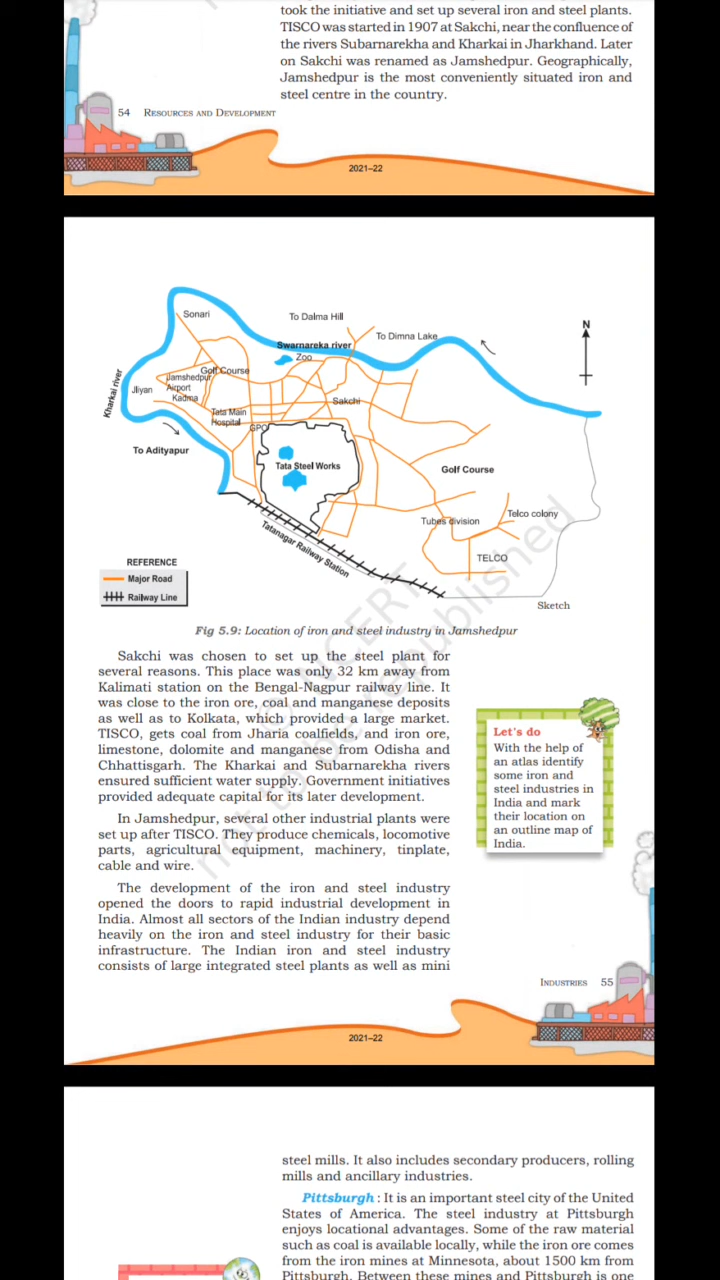 took the initiative and set up several iron and steel plants.
TISCO was started in 1907 at Sakchi, near the confluence of
the rivers Subarnarekha and Kharkai in Jharkhand. Later
on Sakchi was renamed as Jamshedpur. Geographically,
Jamshedpur is the most conveniently situated iron and
steel centre in the country.
54 RESOURCES AND DEVELOPMENT
2021–22
Sonari
To Dalma Hill
N
To Dimna Lake
Swarnareka river
Zoo
Golf Course
Jamshedpur
Airport
Kadma
Jliyan
Kharkai river
Sakchi
Tata Main
Hospital
GPO
To Adityapur
Tata Steel Works
Golf Course
Telco colony
Tubes division
Tatanagar Railway Station
TELCO
REFERENCE
Major Road
Railway Line
Sketch
© NCERT
not to be republished
Fig 5.9: Location of iron and steel industry in Jamshedpur
Sakchi was chosen to set up the steel plant for
several reasons. This place was only 32 km away from
Kalimati station on the Bengal-Nagpur railway line. It
was close to the iron ore, coal and manganese deposits
as well as to Kolkata, which provided a large market.
TISCO, gets coal from Jharia coalfields, and iron ore,
limestone, dolomite and manganese from Odisha and
Chhattisgarh. The Kharkai and Subarnarekha rivers
ensured sufficient water supply. Government initiatives
provided adequate capital for its later development.
In Jamshedpur, several other industrial plants were
set up after TISCO. They produce chemicals, locomotive
parts, agricultural equipment, machinery, tinplate,
cable and wire.
The development of the iron and steel industry
opened the doors to rapid industrial development in
India. Almost all sectors of the Indian industry depend
heavily on the iron and steel industry for their basic
infrastructure. The Indian iron and steel industry
consists of large integrated steel plants as well as mini
Let's do
With the help of
an atlas identify
some iron and
steel industries in
India and mark
their location on
an outline map of
India.
INDUSTRIES 55
2021–22
steel mills. It also includes secondary producers, rolling
mills and ancillary industries.
Pittsburgh : It is an important steel city of the United
States of America. The steel industry at Pittsburgh
enjoys locational advantages. Some of the raw material
such as coal is available locally, while the iron ore comes
from the iron mines at Minnesota, about 1500 km from
Pittsburgh. Between these mines and Pittsburgh is one